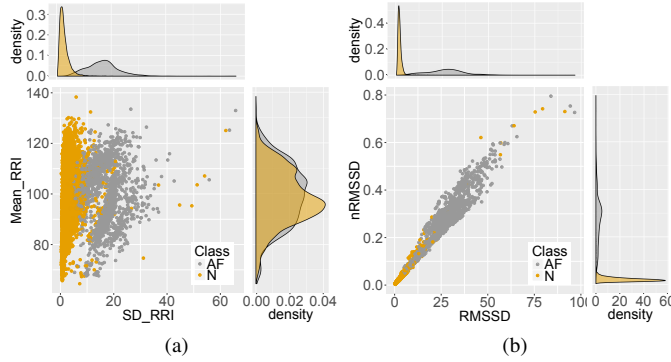 density
0.3
0.2
0.1
0.0
Mean_RRI
140
120
100
80
Class
AF
N
0
20
40
60
SD_RRI
0.00
0.01
0.02
0.03
0.04
density
(a)
density
0.4
0.2
0.0
nRMSSD
0.8
0.6
0.4
0.2
0.0
Class
AF
N
0
25
50
75
100
RMSSD
0
20
40
60
density
(b)